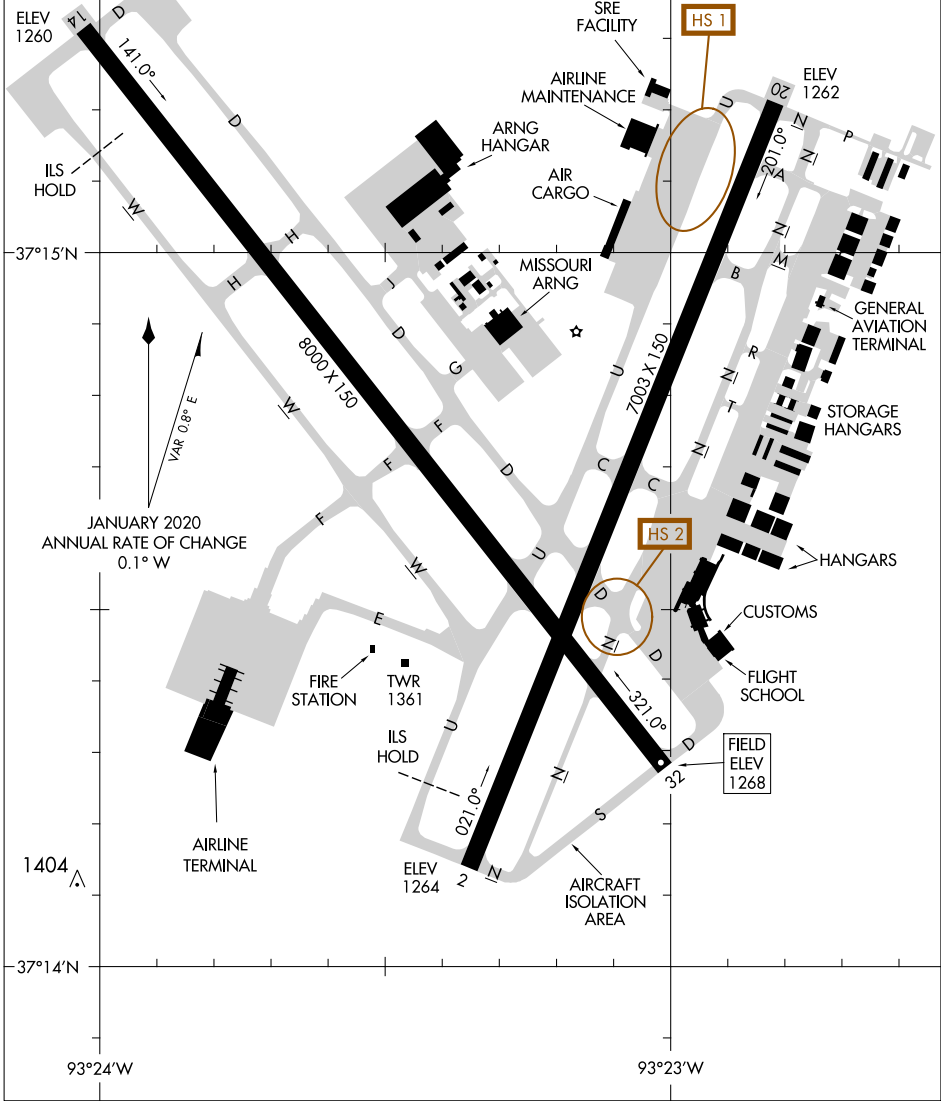 ELEV
1260
14
D
141.0°
D
ILS
HOLD
W
H
H
J
D
G
SRE
FACILITY
HS 1
AIRLINE
MAINTENANCE
ARNG
HANGAR
AIR
CARGO
MISSOURI
ARNG
U
20
ELEV
1262
N
P
N
201.0°
A
N
M
B
37°15'N
GENERAL
AVIATION
TERMINAL
8000 X 150
7003 X 150
U
R
N
T
N
STORAGE
HANGARS
VAR 0.8° E
JANUARY 2020
ANNUAL RATE OF CHANGE
0.1° W
W
F
F
F
D
C
C
W
U
HS 2
HANGARS
D
N
D
CUSTOMS
FLIGHT
SCHOOL
E
FIRE
STATION
TWR
1361
U
ILS
HOLD
321.0°
D
32
FIELD
ELEV
1268
N
S
021.0°
AIRLINE
TERMINAL
1404
ELEV
1264
2
N
AIRCRAFT
ISOLATION
AREA
37°14'N
93°24'W
93°23'W